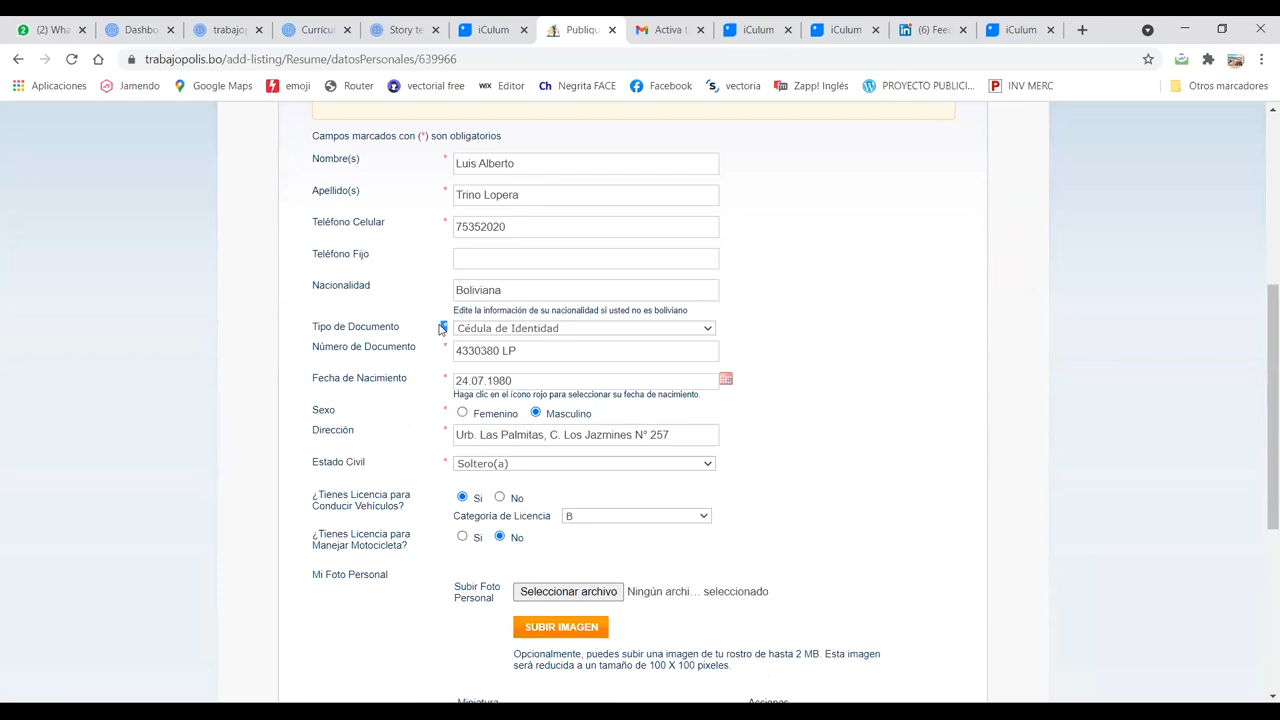 (2) Wha
Dashbo
trabajop
Currícu
Story te
iCulum
Publiqu
Activa t
iCulum
iCulum
(6) Feed
iCulum
trabajopolis.bo/add-listing/Resume/datosPersonales/639966
Aplicaciones
Jamendo
Google Maps
emoji
Router
vectorial free
WIX Editor
Ch Negrita FACE
Facebook
vectoria
Zapp! Inglés
PROYECTO PUBLICI...
INV MERC
Otros marcadores
Campos marcados con (*) son obligatorios
Nombre(s) * Luis Alberto
Apellido(s) * Trino Lopera
Teléfono Celular * 75352020
Teléfono Fijo
Nacionalidad Boliviana
Edite la información de su nacionalidad si usted no es boliviano
Tipo de Documento Cédula de Identidad
Número de Documento * 4330380 LP
Fecha de Nacimiento * 24.07.1980
Haga clic en el ícono rojo para seleccionar su fecha de nacimiento.
Sexo * Femenino Masculino
Dirección * Urb. Las Palmitas, C. Los Jazmines N° 257
Estado Civil * Soltero(a)
¿Tienes Licencia para
Conducir Vehículos?
Si No
Categoría de Licencia B
¿Tienes Licencia para
Manejar Motocicleta?
Si No
Mi Foto Personal
Subir Foto
Personal
Seleccionar archivo Ningún archi... seleccionado
SUBIR IMAGEN
Opcionalmente, puedes subir una imagen de tu rostro de hasta 2 MB. Esta imagen
será reducida a un tamaño de 100 X 100 pixeles.
Miniatura Acciones